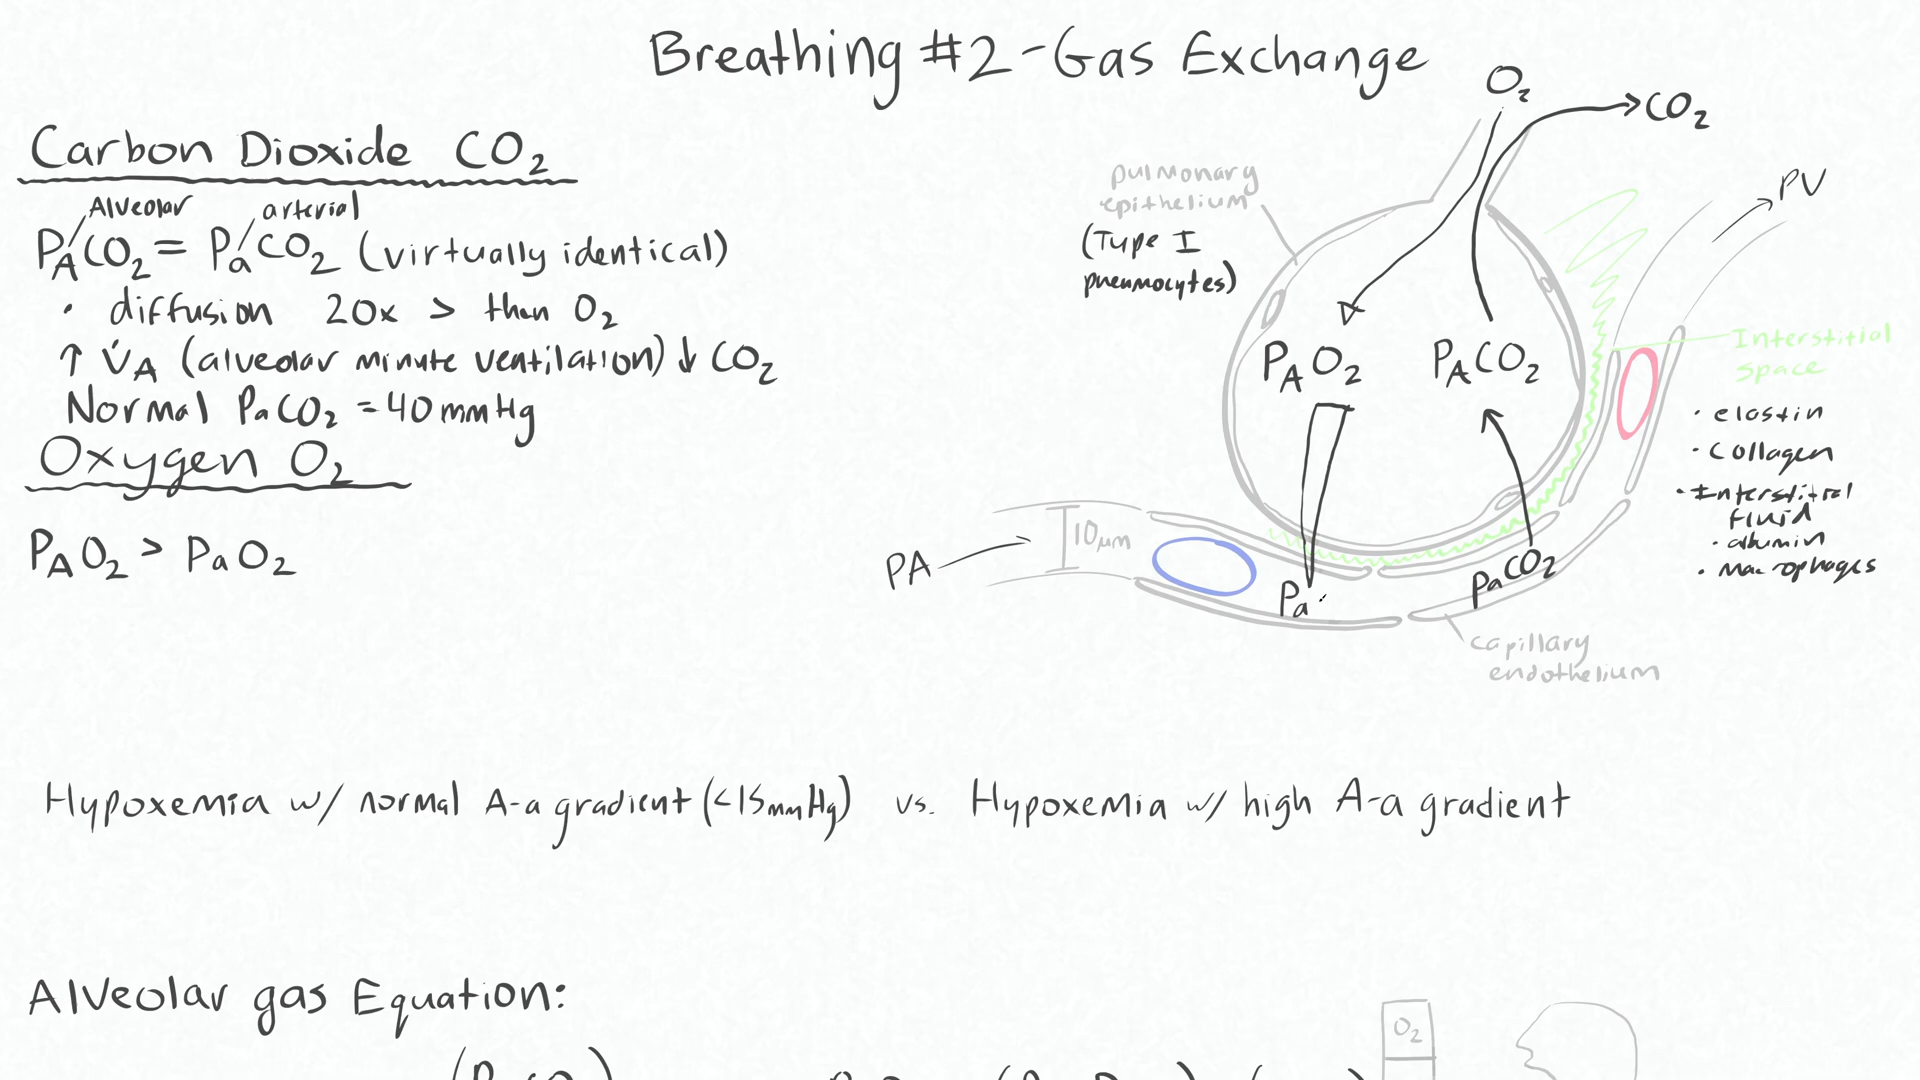 Breathing #2 - Gas Exchange
Carbon Dioxide CO₂
Alveolar arterial
PACO₂ = PaCO₂ (virtually identical)
• diffusion 20x > than O₂
↑ V̇A (alveolar minute ventilation) ↓ CO₂
Normal PaCO₂ = 40 mmHg
Oxygen O₂
PAO₂ > PaO₂
O₂
CO₂
pulmonary
epithelium
(Type I
pneumocytes)
PV
PAO₂
PACO₂
Interstitial
space
• elastin
• Collagen
• Interstitial
fluid
• albumin
• Macrophages
PA
10μm
Pa
PaCO₂
capillary
endothelium
Hypoxemia w/ normal A-a gradient (<15mmHg) vs. Hypoxemia w/ high A-a gradient
Alveolar gas Equation:
O₂